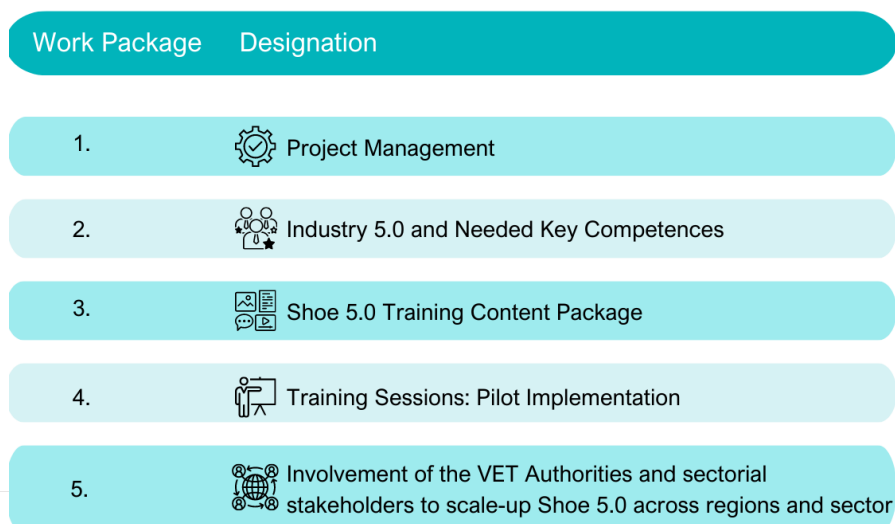 Work Package Designation
1. Project Management
2. Industry 5.0 and Needed Key Competences
3. Shoe 5.0 Training Content Package
4. Training Sessions: Pilot Implementation
5. Involvement of the VET Authorities and sectorial
stakeholders to scale-up Shoe 5.0 across regions and sector